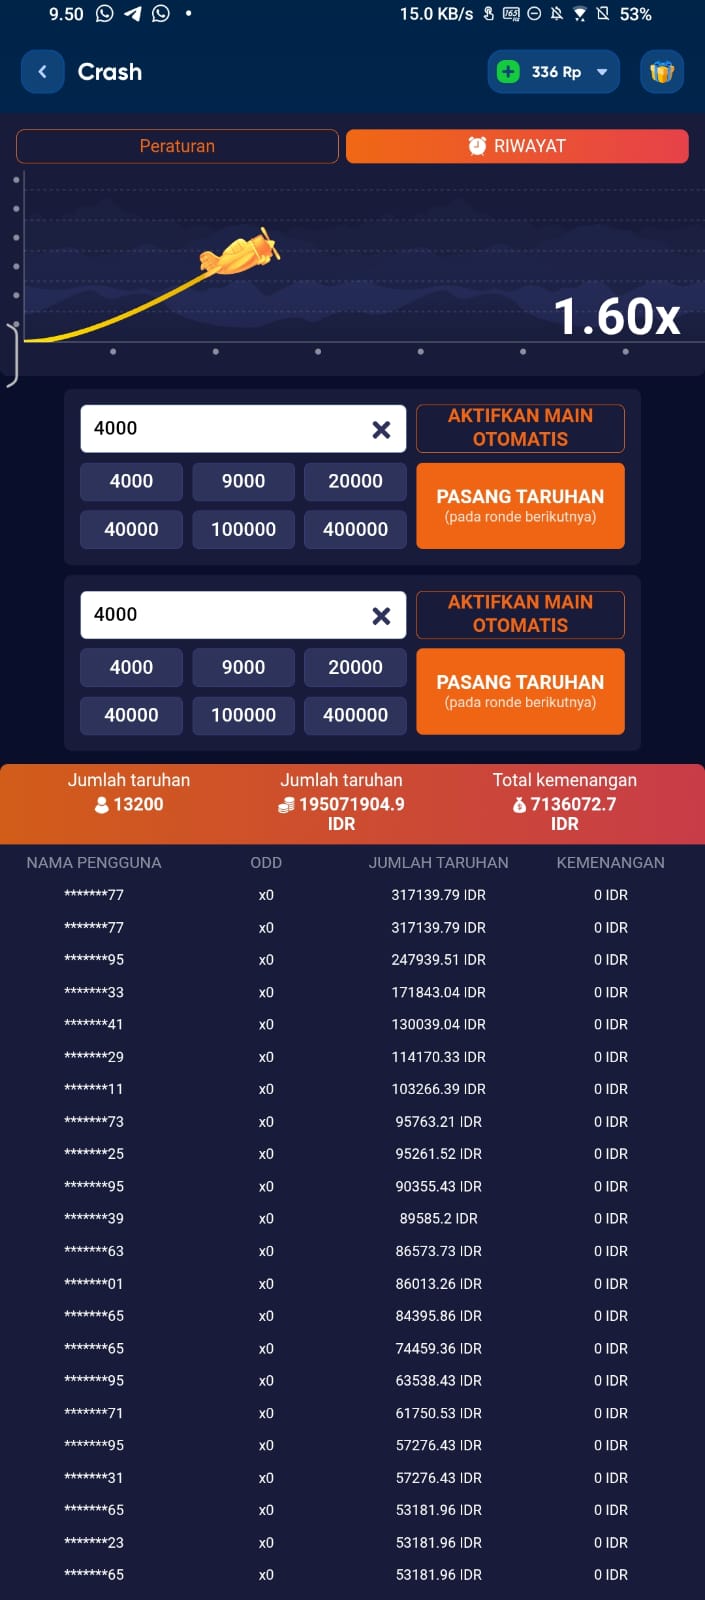 9.50 15.0 KB/s 165 Hz 53%
Crash 336 Rp
Peraturan RIWAYAT
1.60x
4000 AKTIFKAN MAIN
OTOMATIS
4000 9000 20000
PASANG TARUHAN
(pada ronde berikutnya)
40000 100000 400000
4000 AKTIFKAN MAIN
OTOMATIS
4000 9000 20000
PASANG TARUHAN
(pada ronde berikutnya)
40000 100000 400000
Jumlah taruhan Jumlah taruhan Total kemenangan
13200 195071904.9 7136072.7
IDR IDR
NAMA PENGGUNA ODD JUMLAH TARUHAN KEMENANGAN
*******77 x0 317139.79 IDR 0 IDR
*******77 x0 317139.79 IDR 0 IDR
*******95 x0 247939.51 IDR 0 IDR
*******33 x0 171843.04 IDR 0 IDR
*******41 x0 130039.04 IDR 0 IDR
*******29 x0 114170.33 IDR 0 IDR
*******11 x0 103266.39 IDR 0 IDR
*******73 x0 95763.21 IDR 0 IDR
*******25 x0 95261.52 IDR 0 IDR
*******95 x0 90355.43 IDR 0 IDR
*******39 x0 89585.2 IDR 0 IDR
*******63 x0 86573.73 IDR 0 IDR
*******01 x0 86013.26 IDR 0 IDR
*******65 x0 84395.86 IDR 0 IDR
*******65 x0 74459.36 IDR 0 IDR
*******95 x0 63538.43 IDR 0 IDR
*******71 x0 61750.53 IDR 0 IDR
*******95 x0 57276.43 IDR 0 IDR
*******31 x0 57276.43 IDR 0 IDR
*******65 x0 53181.96 IDR 0 IDR
*******23 x0 53181.96 IDR 0 IDR
*******65 x0 53181.96 IDR 0 IDR